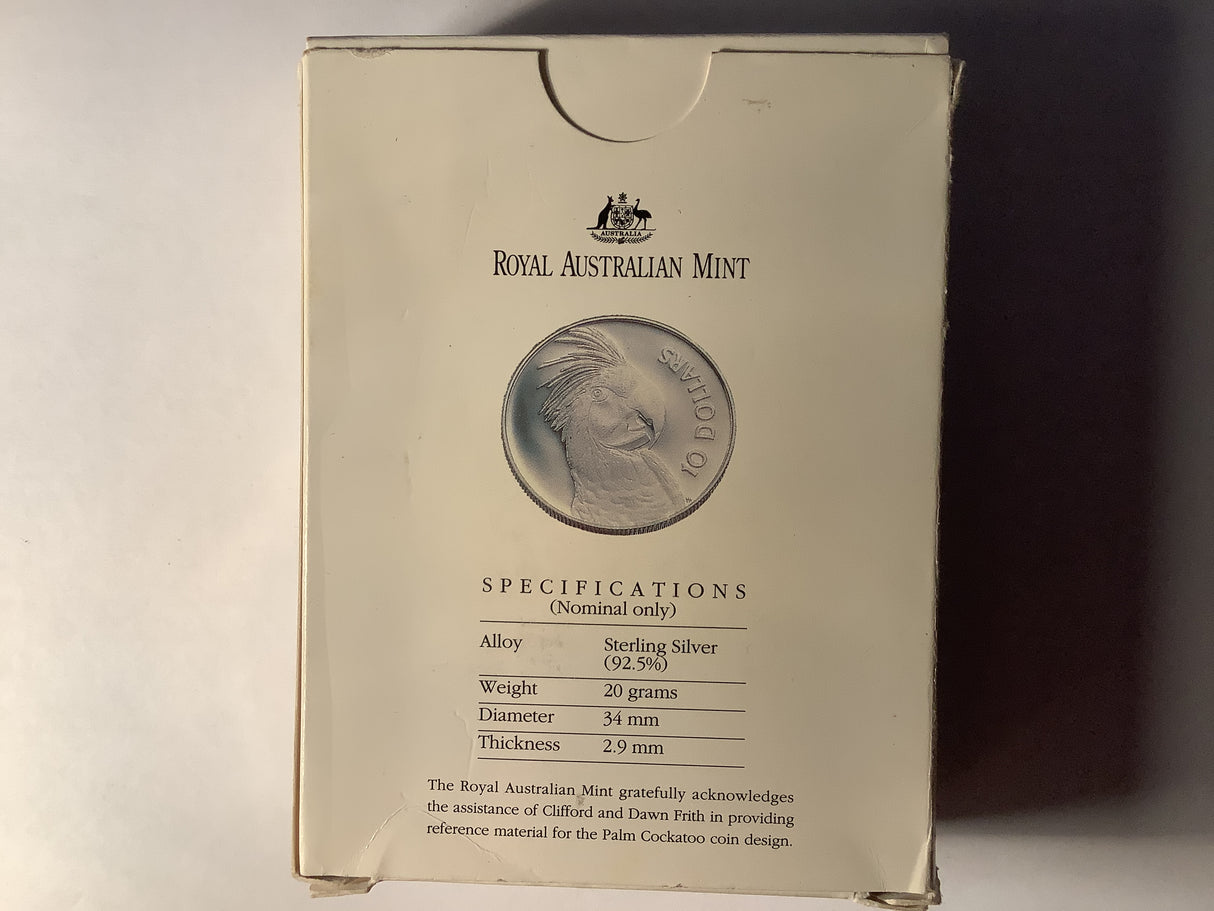 AUSTRALIA
ROYAL AUSTRALIAN MINT
10 DOLLARS
SPECIFICATIONS
(Nominal only)
Alloy Sterling Silver
(92.5%)
Weight 20 grams
Diameter 34 mm
Thickness 2.9 mm
The Royal Australian Mint gratefully acknowledges
the assistance of Clifford and Dawn Frith in providing
reference material for the Palm Cockatoo coin design.